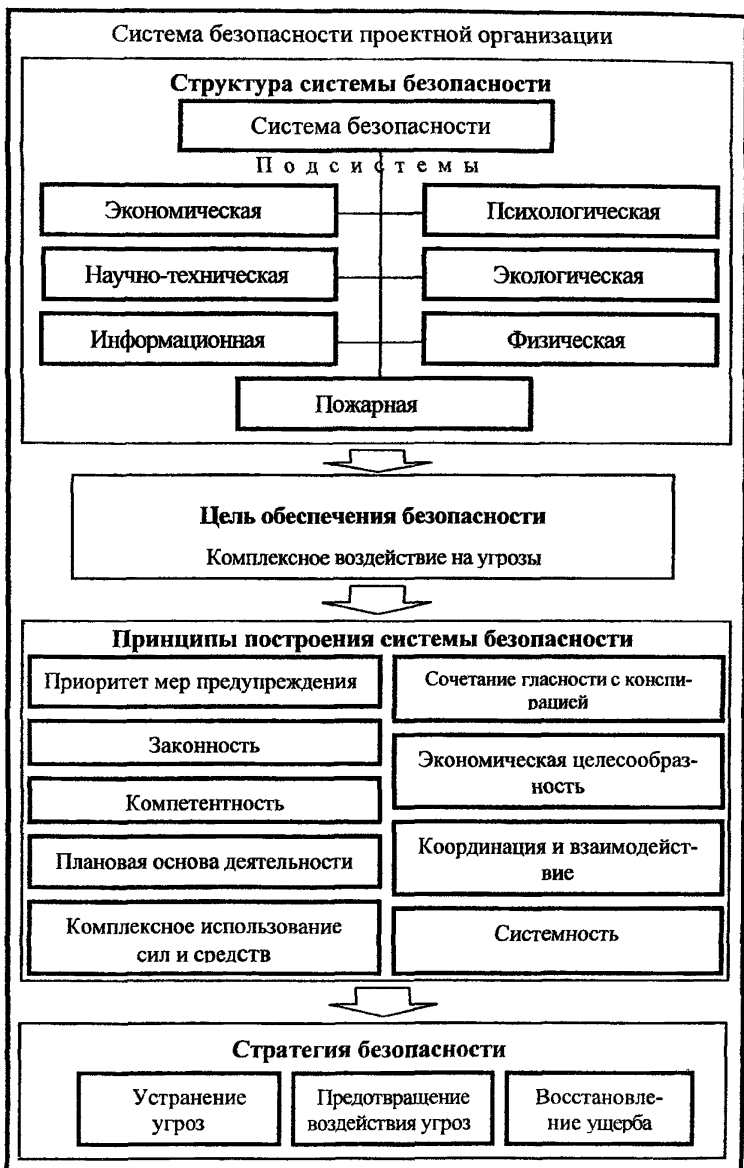 Система безопасности проектной организации
Структура системы безопасности
Система безопасности
Подсистемы
Экономическая
Психологическая
Научно-техническая
Экологическая
Информационная
Физическая
Пожарная
Цель обеспечения безопасности
Комплексное воздействие на угрозы
Принципы построения системы безопасности
Приоритет мер предупреждения
Законность
Компетентность
Плановая основа деятельности
Комплексное использование
сил и средств
Сочетание гласности с конспи-
рацией
Экономическая целесообраз-
ность
Координация и взаимодейст-
вие
Системность
Стратегия безопасности
Устранение
угроз
Предотвращение
воздействия угроз
Восстановле-
ние ущерба